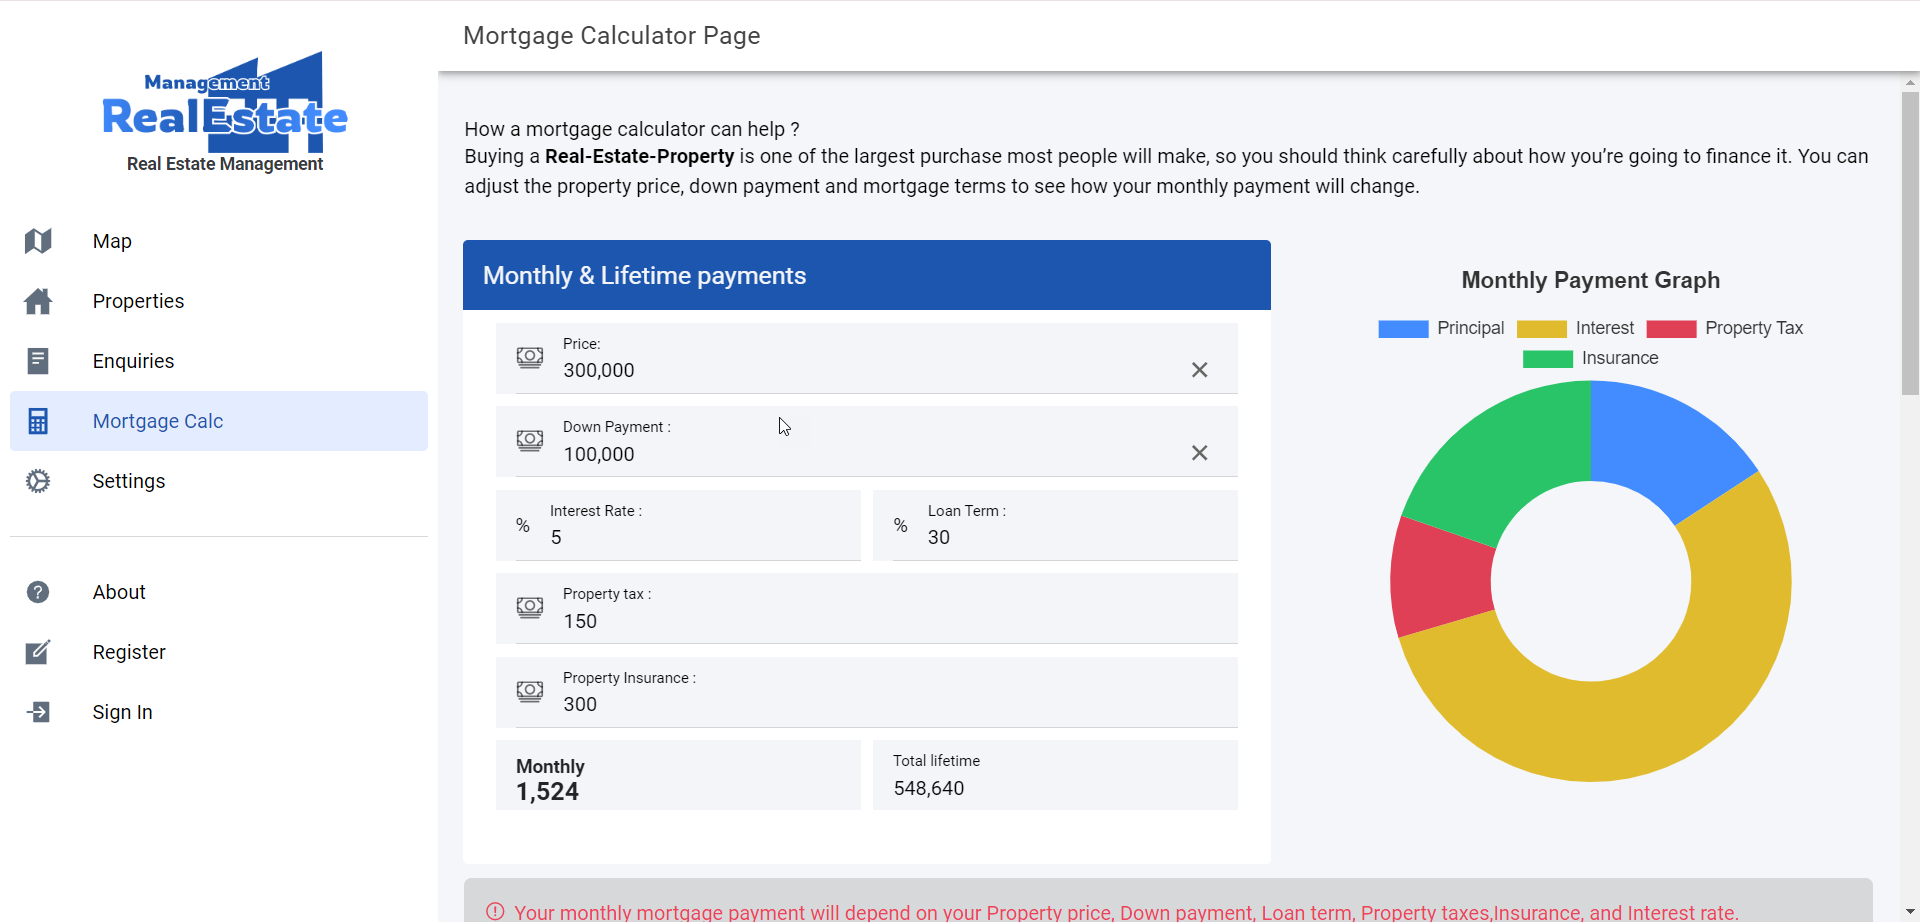 Management
RealEstate
Real Estate Management
Map
Properties
Enquiries
Mortgage Calc
Settings
About
Register
Sign In
Mortgage Calculator Page
How a mortgage calculator can help ?
Buying a Real-Estate-Property is one of the largest purchase most people will make, so you should think carefully about how you’re going to finance it. You can
adjust the property price, down payment and mortgage terms to see how your monthly payment will change.
Monthly & Lifetime payments
Price:
300,000
Down Payment :
100,000
% Interest Rate :
5
% Loan Term :
30
Property tax :
150
Property Insurance :
300
Monthly
1,524
Total lifetime
548,640
Monthly Payment Graph
Principal Interest Property Tax
Insurance
Your monthly mortgage payment will depend on your Property price, Down payment, Loan term, Property taxes,Insurance, and Interest rate.